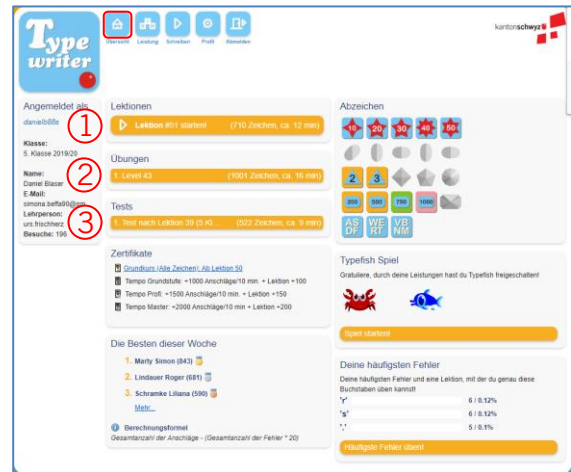 Type
writer
Übersicht Leistung Schreiben Profil Abmelden
kantonschwyz
Angemeldet als
danielb88s
Klasse:
5. Klasse 2019/20
Name:
Daniel Blaser
E-Mail:
simona.beffa90@gm
Lehrperson:
urs.frischherz
Besuche: 196
1
2
3
Lektionen
Lektion #51 starten! (710 Zeichen, ca. 12 min)
Übungen
1. Level 43 (1001 Zeichen, ca. 16 min)
Tests
1. Test nach Lektion 39 (5 Kl... (522 Zeichen, ca. 9 min)
Zertifikate
Grundkurs (Alle Zeichen): Ab Lektion 50
Tempo Grundstufe: +1000 Anschläge/10 min. + Lektion +100
Tempo Profi: +1500 Anschläge/10 min + Lektion +150
Tempo Master: +2000 Anschläge/10 min + Lektion +200
Die Besten dieser Woche
1. Marty Simon (843)
2. Lindauer Roger (681)
3. Schramke Liliana (590)
Mehr...
Berechnungsformel
Gesamtanzahl der Anschläge - (Gesamtanzahl der Fehler * 20)
Abzeichen
10 20 30 40 50
2 3
200 500 750 1000
AS DF WE RT VB NM
Typefish Spiel
Gratuliere, durch deine Leistungen hast du Typefish freigeschalten!
Spiel starten!
Deine häufigsten Fehler
Deine häufigsten Fehler und eine Lektion, mit der du genau diese
Buchstaben üben kannst!
'r' 6 / 0.12%
's' 6 / 0.12%
'.' 5 / 0.1%
Häufigste Fehler üben!